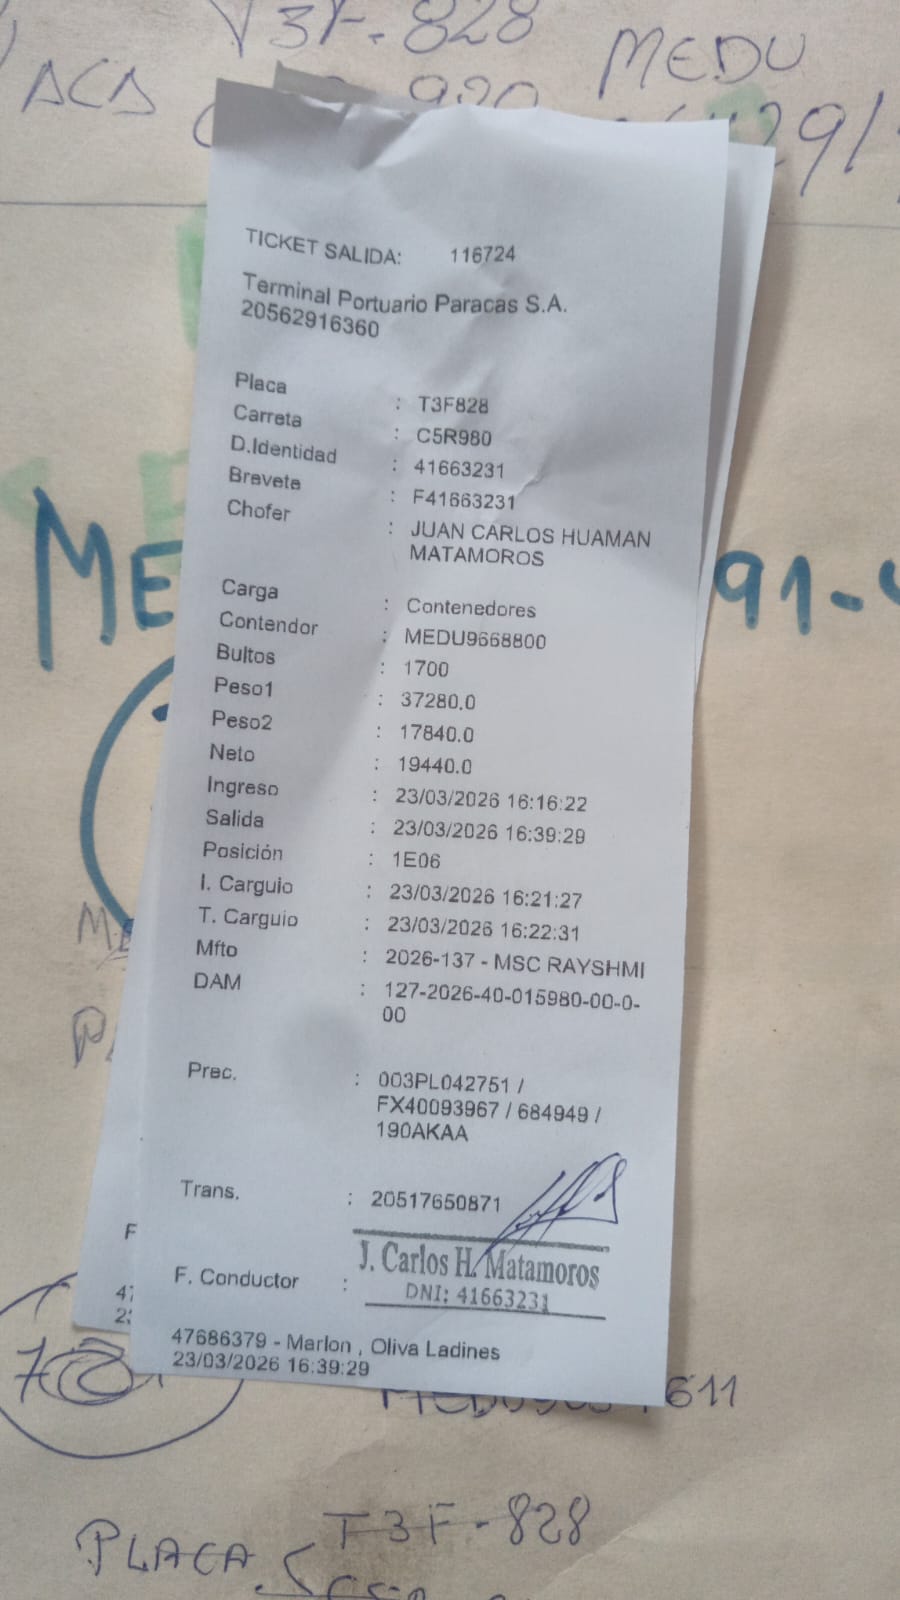 T3F-828
MEDU
ACA
TICKET SALIDA: 116724
Terminal Portuario Paracas S.A.
20562916360
Placa : T3F828
Carreta : C5R980
D.Identidad : 41663231
Brevete : F41663231
Chofer : JUAN CARLOS HUAMAN
MATAMOROS
Carga : Contenedores
Contendor : MEDU9668800
Bultos : 1700
Peso1 : 37280.0
Peso2 : 17840.0
Neto : 19440.0
Ingreso : 23/03/2026 16:16:22
Salida : 23/03/2026 16:39:29
Posición : 1E06
I. Carguio : 23/03/2026 16:21:27
T. Carguio : 23/03/2026 16:22:31
Mfto : 2026-137 - MSC RAYSHMI
DAM : 127-2026-40-015980-00-0-
00
Prec. : 003PL042751 /
FX40093967 / 684949 /
190AKAA
Trans. : 20517650871
J. Carlos H. Matamoros
F. Conductor :
DNI: 41663231
47686379 - Marlon , Oliva Ladines
23/03/2026 16:39:29
611
T3F-828
PLACA